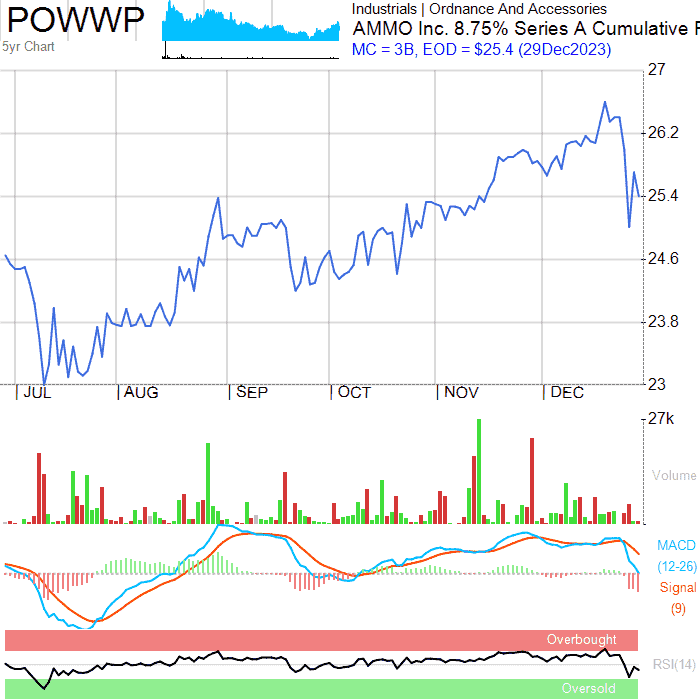 POWWP
5yr Chart
Industrials | Ordnance And Accessories
AMMO Inc. 8.75% Series A Cumulative
MC = 3B, EOD = $25.4 (29Dec2023)
27
26.2
25.4
24.6
23.8
23
| JUL
| AUG
| SEP
| OCT
| NOV
| DEC
27k
Volume
MACD
(12-26)
Signal
(9)
Overbought
RSI(14)
Oversold